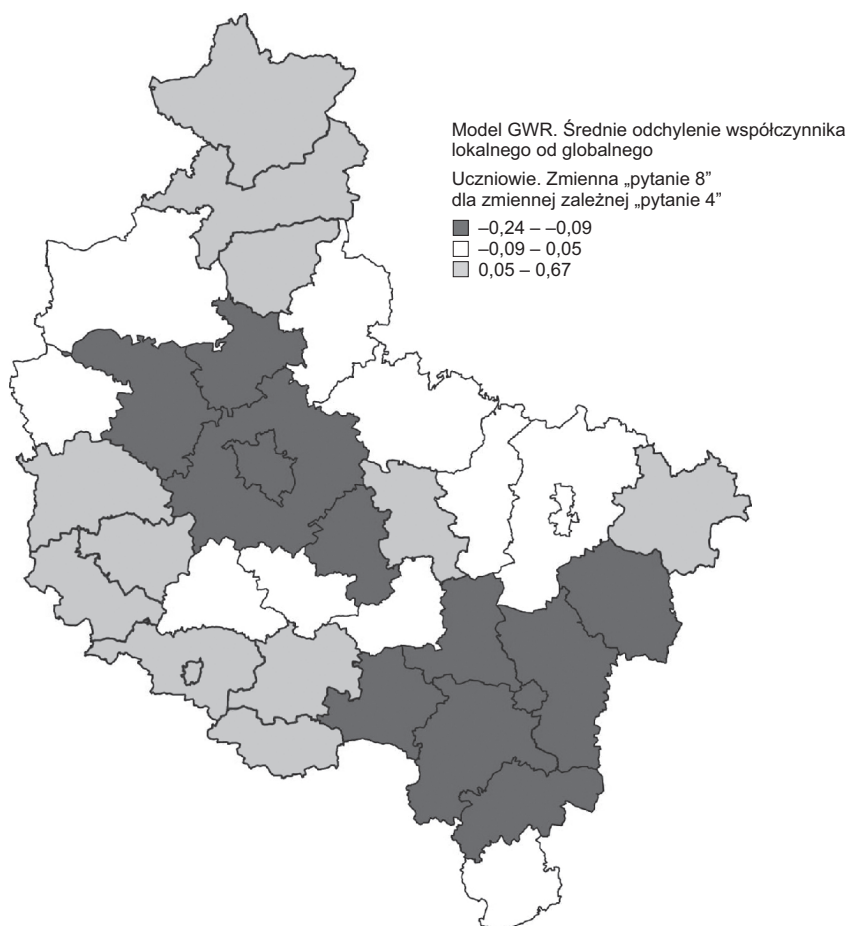 Model GWR. Średnie odchylenie współczynnika
lokalnego od globalnego
Uczniowie. Zmienna „pytanie 8”
dla zmiennej zależnej „pytanie 4”
–0,24 – –0,09
–0,09 – 0,05
0,05 – 0,67